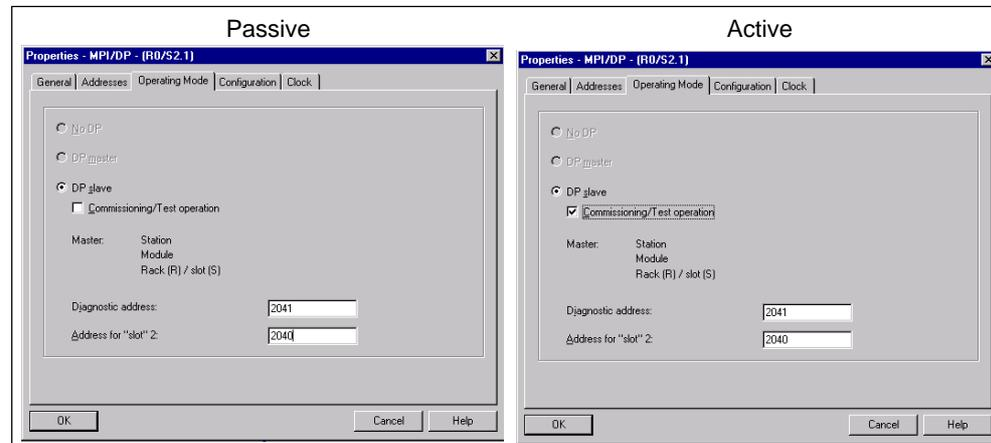 Passive
Properties - MPI/DP - (R0/S2.1)
General Addresses Operating Mode Configuration Clock
No DP
DP master
DP slave
Commissioning/Test operation
Master: Station
Module
Rack (R) / slot (S)
Diagnostic address: 2041
Address for "slot" 2: 2040
OK Cancel Help
Active
Properties - MPI/DP - (R0/S2.1)
General Addresses Operating Mode Configuration Clock
No DP
DP master
DP slave
Commissioning/Test operation
Master: Station
Module
Rack (R) / slot (S)
Diagnostic address: 2041
Address for "slot" 2: 2040
OK Cancel Help